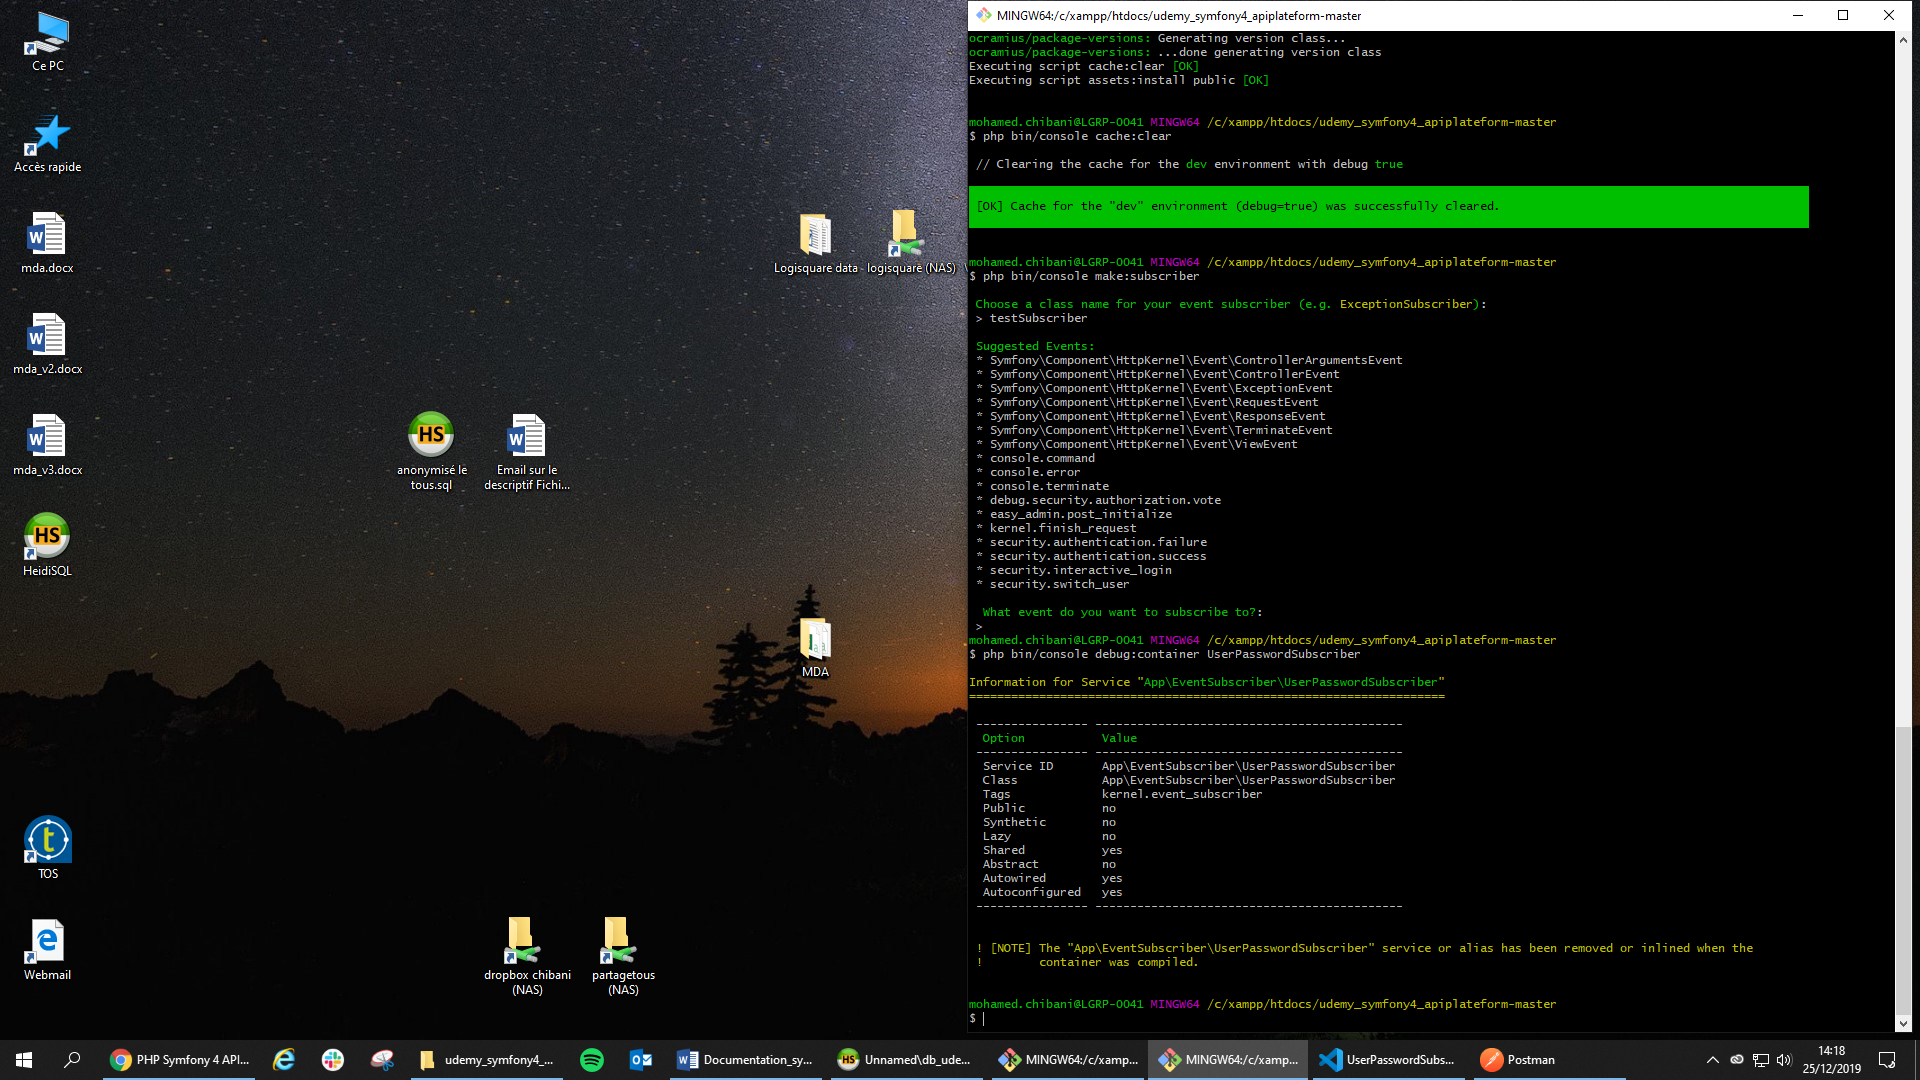 Ce PC
Accès rapide
mda.docx
mda_v2.docx
mda_v3.docx
HS
HeidiSQL
TOS
Webmail
HS
anonymisé le
tous.sql
Email sur le
descriptif Fichi...
Logisquare data
logisquare (NAS)
MDA
dropbox chibani
(NAS)
partagetous
(NAS)
MINGW64:/c/xampp/htdocs/udemy_symfony4_apiplateform-master
ocramius/package-versions: Generating version class...
ocramius/package-versions: ...done generating version class
Executing script cache:clear [OK]
Executing script assets:install public [OK]
mohamed.chibani@LGRP-0041 MINGW64 /c/xampp/htdocs/udemy_symfony4_apiplateform-master
$ php bin/console cache:clear
// Clearing the cache for the dev environment with debug true
[OK] Cache for the "dev" environment (debug=true) was successfully cleared.
mohamed.chibani@LGRP-0041 MINGW64 /c/xampp/htdocs/udemy_symfony4_apiplateform-master
$ php bin/console make:subscriber
Choose a class name for your event subscriber (e.g. ExceptionSubscriber):
> testSubscriber
Suggested Events:
* Symfony\Component\HttpKernel\Event\ControllerArgumentsEvent
* Symfony\Component\HttpKernel\Event\ControllerEvent
* Symfony\Component\HttpKernel\Event\ExceptionEvent
* Symfony\Component\HttpKernel\Event\RequestEvent
* Symfony\Component\HttpKernel\Event\ResponseEvent
* Symfony\Component\HttpKernel\Event\TerminateEvent
* Symfony\Component\HttpKernel\Event\ViewEvent
* console.command
* console.error
* console.terminate
* debug.security.authorization.vote
* easy_admin.post_initialize
* kernel.finish_request
* security.authentication.failure
* security.authentication.success
* security.interactive_login
* security.switch_user
What event do you want to subscribe to?:
>
mohamed.chibani@LGRP-0041 MINGW64 /c/xampp/htdocs/udemy_symfony4_apiplateform-master
$ php bin/console debug:container UserPasswordSubscriber
Information for Service "App\EventSubscriber\UserPasswordSubscriber"
====================================================================
---------------- --------------------------------------------
Option Value
---------------- --------------------------------------------
Service ID App\EventSubscriber\UserPasswordSubscriber
Class App\EventSubscriber\UserPasswordSubscriber
Tags kernel.event_subscriber
Public no
Synthetic no
Lazy no
Shared yes
Abstract no
Autowired yes
Autoconfigured yes
---------------- --------------------------------------------
! [NOTE] The "App\EventSubscriber\UserPasswordSubscriber" service or alias has been removed or inlined when the
! container was compiled.
mohamed.chibani@LGRP-0041 MINGW64 /c/xampp/htdocs/udemy_symfony4_apiplateform-master
$
PHP Symfony 4 API...
udemy_symfony4_...
Documentation_sy...
Unnamed\db_ude...
MINGW64:/c/xamp...
MINGW64:/c/xamp...
UserPasswordSubs...
Postman
14:18
25/12/2019